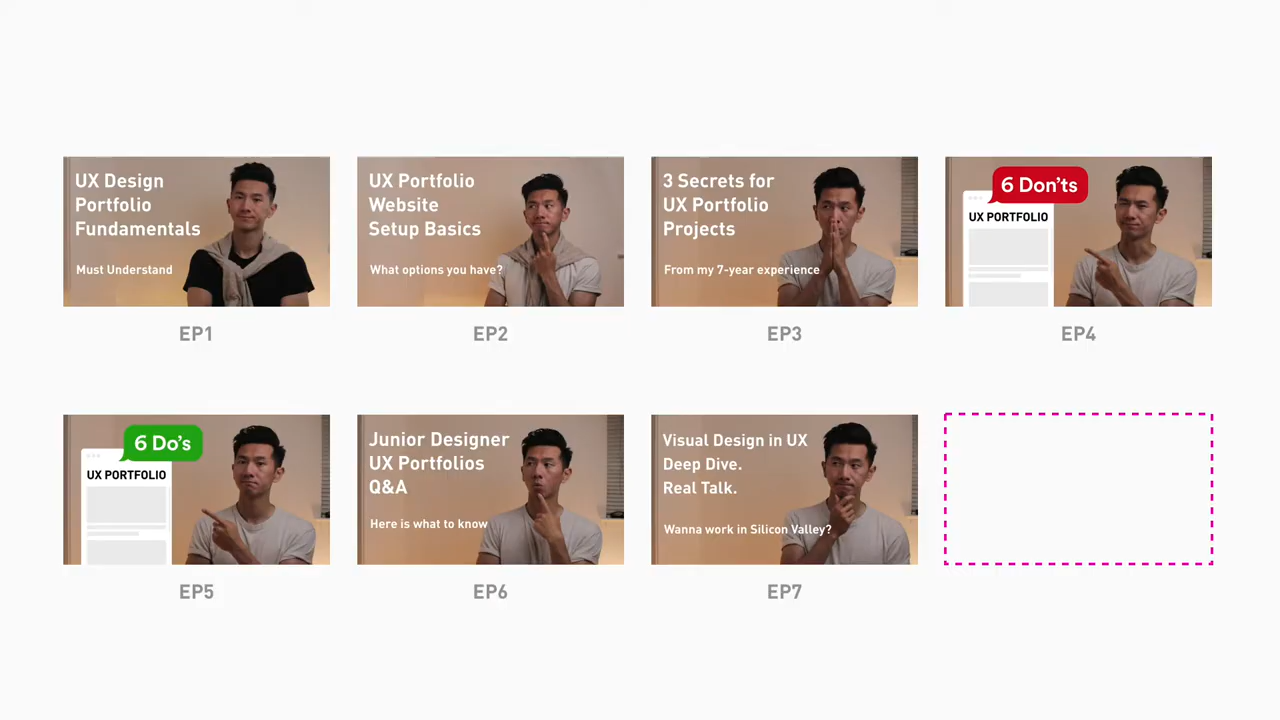 UX Design
Portfolio
Fundamentals
Must Understand
EP1
UX Portfolio
Website
Setup Basics
What options you have?
EP2
3 Secrets for
UX Portfolio
Projects
From my 7-year experience
EP3
6 Don'ts
UX PORTFOLIO
EP4
6 Do's
UX PORTFOLIO
EP5
Junior Designer
UX Portfolios
Q&A
Here is what to know
EP6
Visual Design in UX
Deep Dive.
Real Talk.
Wanna work in Silicon Valley?
EP7